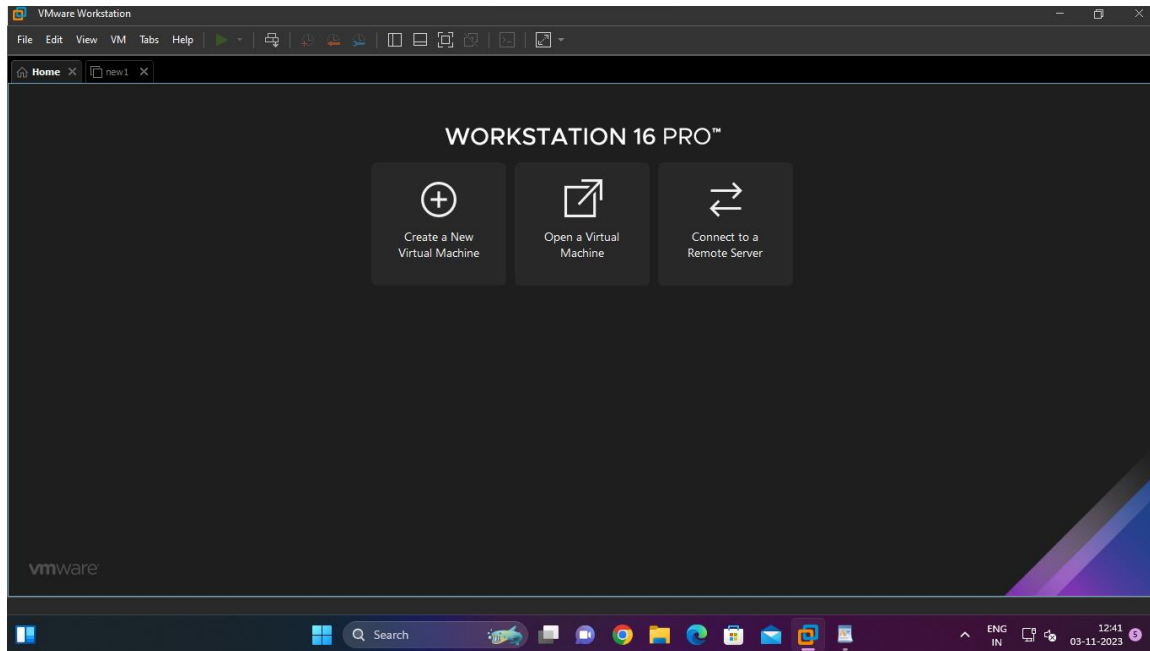 VMware Workstation
File Edit View VM Tabs Help
Home new1
WORKSTATION 16 PRO™
Create a New
Virtual Machine
Open a Virtual
Machine
Connect to a
Remote Server
vmware
Search
ENG
IN
12:41
03-11-2023
5